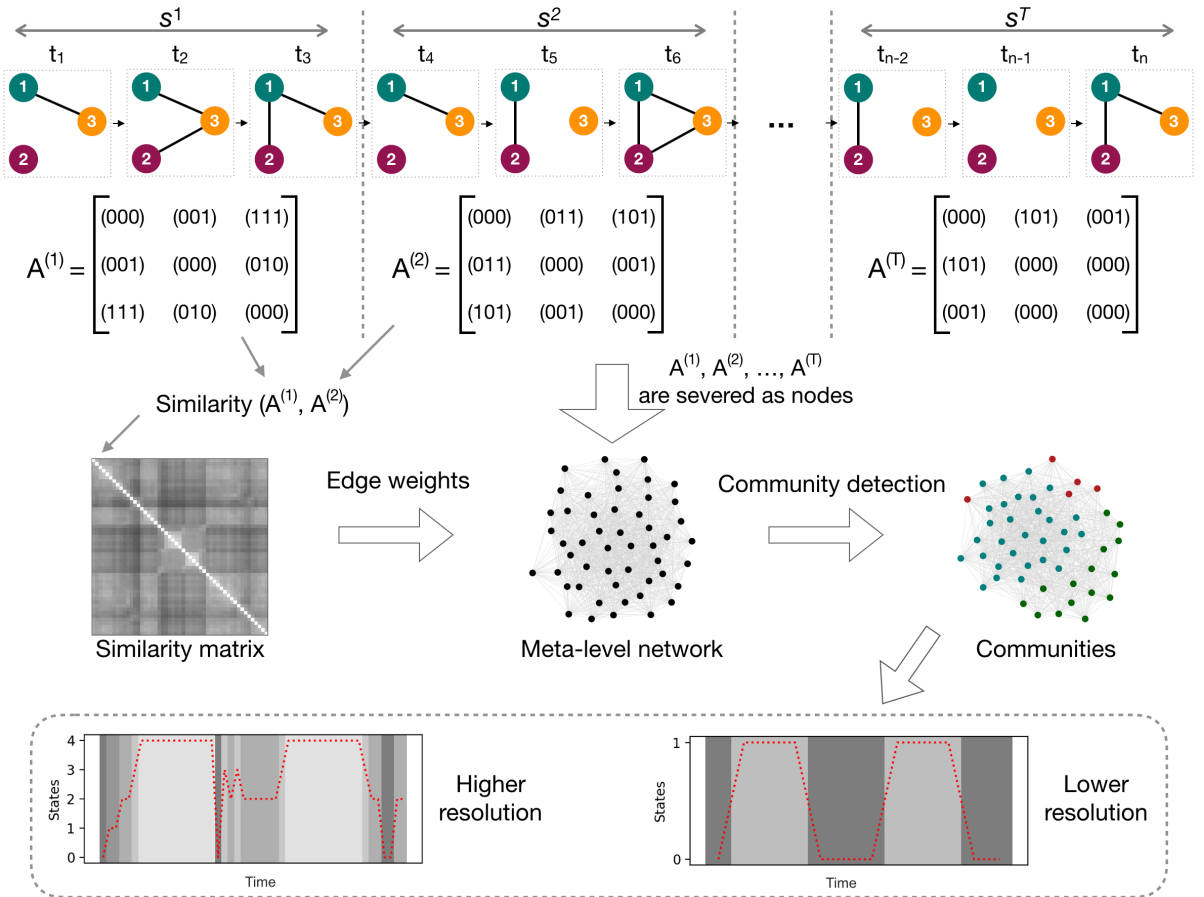 s¹ s² sᵀ
t₁ t₂ t₃ t₄ t₅ t₆ tₙ₋₂ tₙ₋₁ tₙ
1 1 1 1 1 1 1 1 1
3 3 3 3 3 3 ... 3 3 3
2 2 2 2 2 2 2 2 2
(000) (001) (111) (000) (011) (101) (000) (101) (001)
A⁽¹⁾ = (001) (000) (010) A⁽²⁾ = (011) (000) (001) A⁽ᵀ⁾ = (101) (000) (000)
(111) (010) (000) (101) (001) (000) (001) (000) (000)
A⁽¹⁾, A⁽²⁾, ..., A⁽ᵀ⁾
are severed as nodes
Similarity (A⁽¹⁾, A⁽²⁾)
Edge weights
Community detection
Similarity matrix
Meta-level network
Communities
4
3
2
1
0
States
Time
Higher
resolution
1
0
States
Time
Lower
resolution